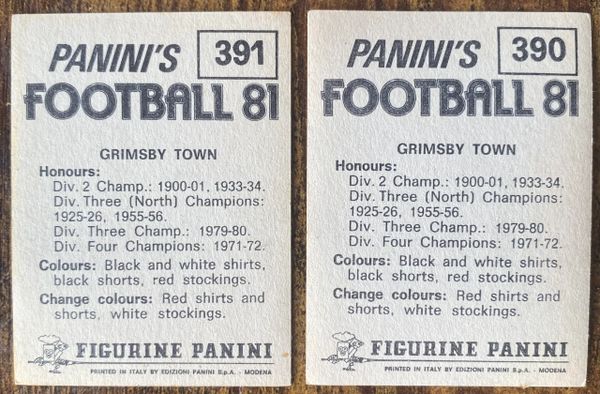 PANINI'S 391
FOOTBALL 81
GRIMSBY TOWN
Honours:
Div. 2 Champ.: 1900-01, 1933-34.
Div. Three (North) Champions:
1925-26, 1955-56.
Div. Three Champ.: 1979-80.
Div. Four Champions: 1971-72.
Colours: Black and white shirts,
black shorts, red stockings.
Change colours: Red shirts and
shorts, white stockings.
FIGURINE PANINI
PRINTED IN ITALY BY EDIZIONI PANINI S.p.A. - MODENA
PANINI'S 390
FOOTBALL 81
GRIMSBY TOWN
Honours:
Div. 2 Champ.: 1900-01, 1933-34.
Div. Three (North) Champions:
1925-26, 1955-56.
Div. Three Champ.: 1979-80.
Div. Four Champions: 1971-72.
Colours: Black and white shirts,
black shorts, red stockings.
Change colours: Red shirts and
shorts, white stockings.
FIGURINE PANINI
PRINTED IN ITALY BY EDIZIONI PANINI S.p.A. - MODENA